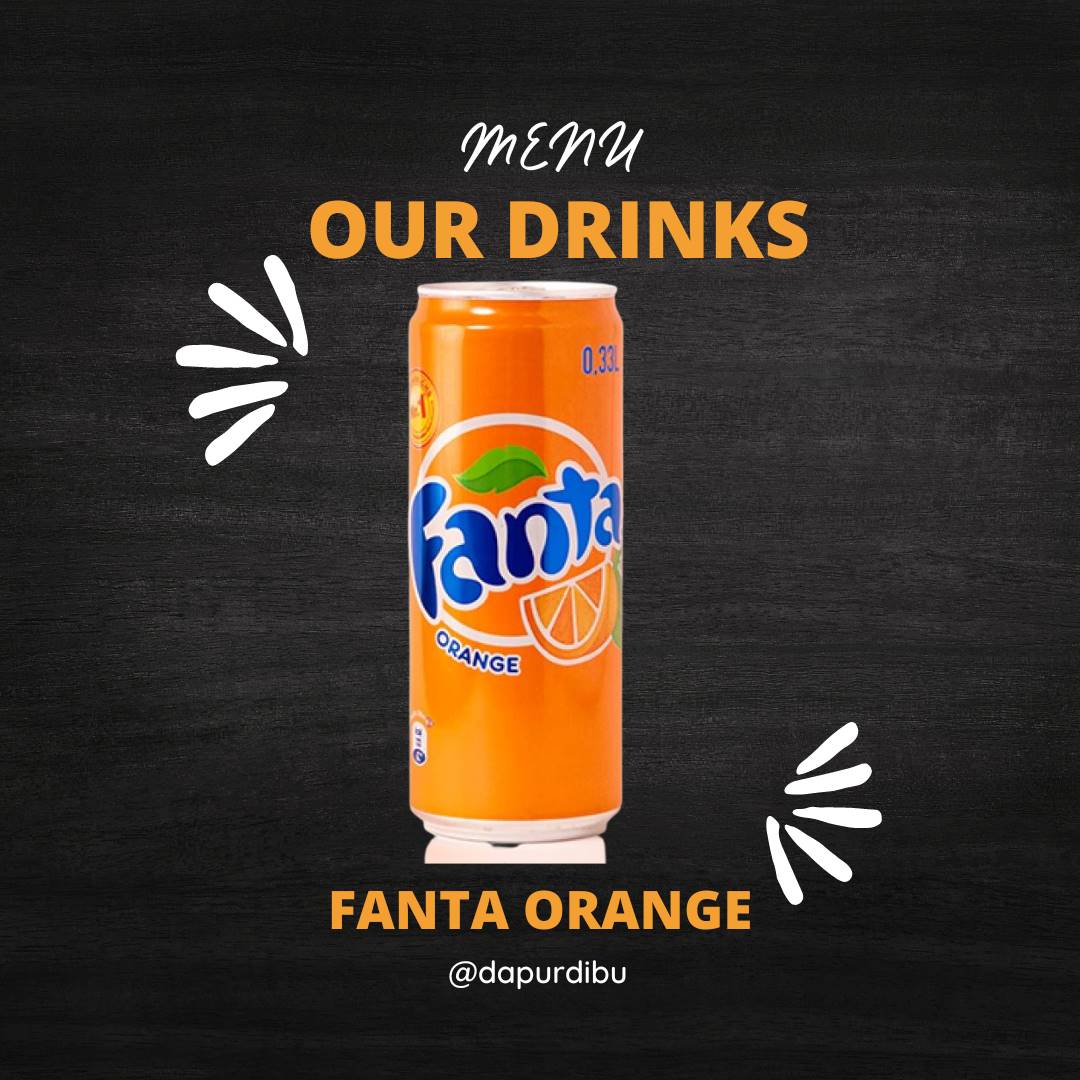 MENU
OUR DRINKS
0,33L
Fanta
ORANGE
FANTA ORANGE
@dapurdibu